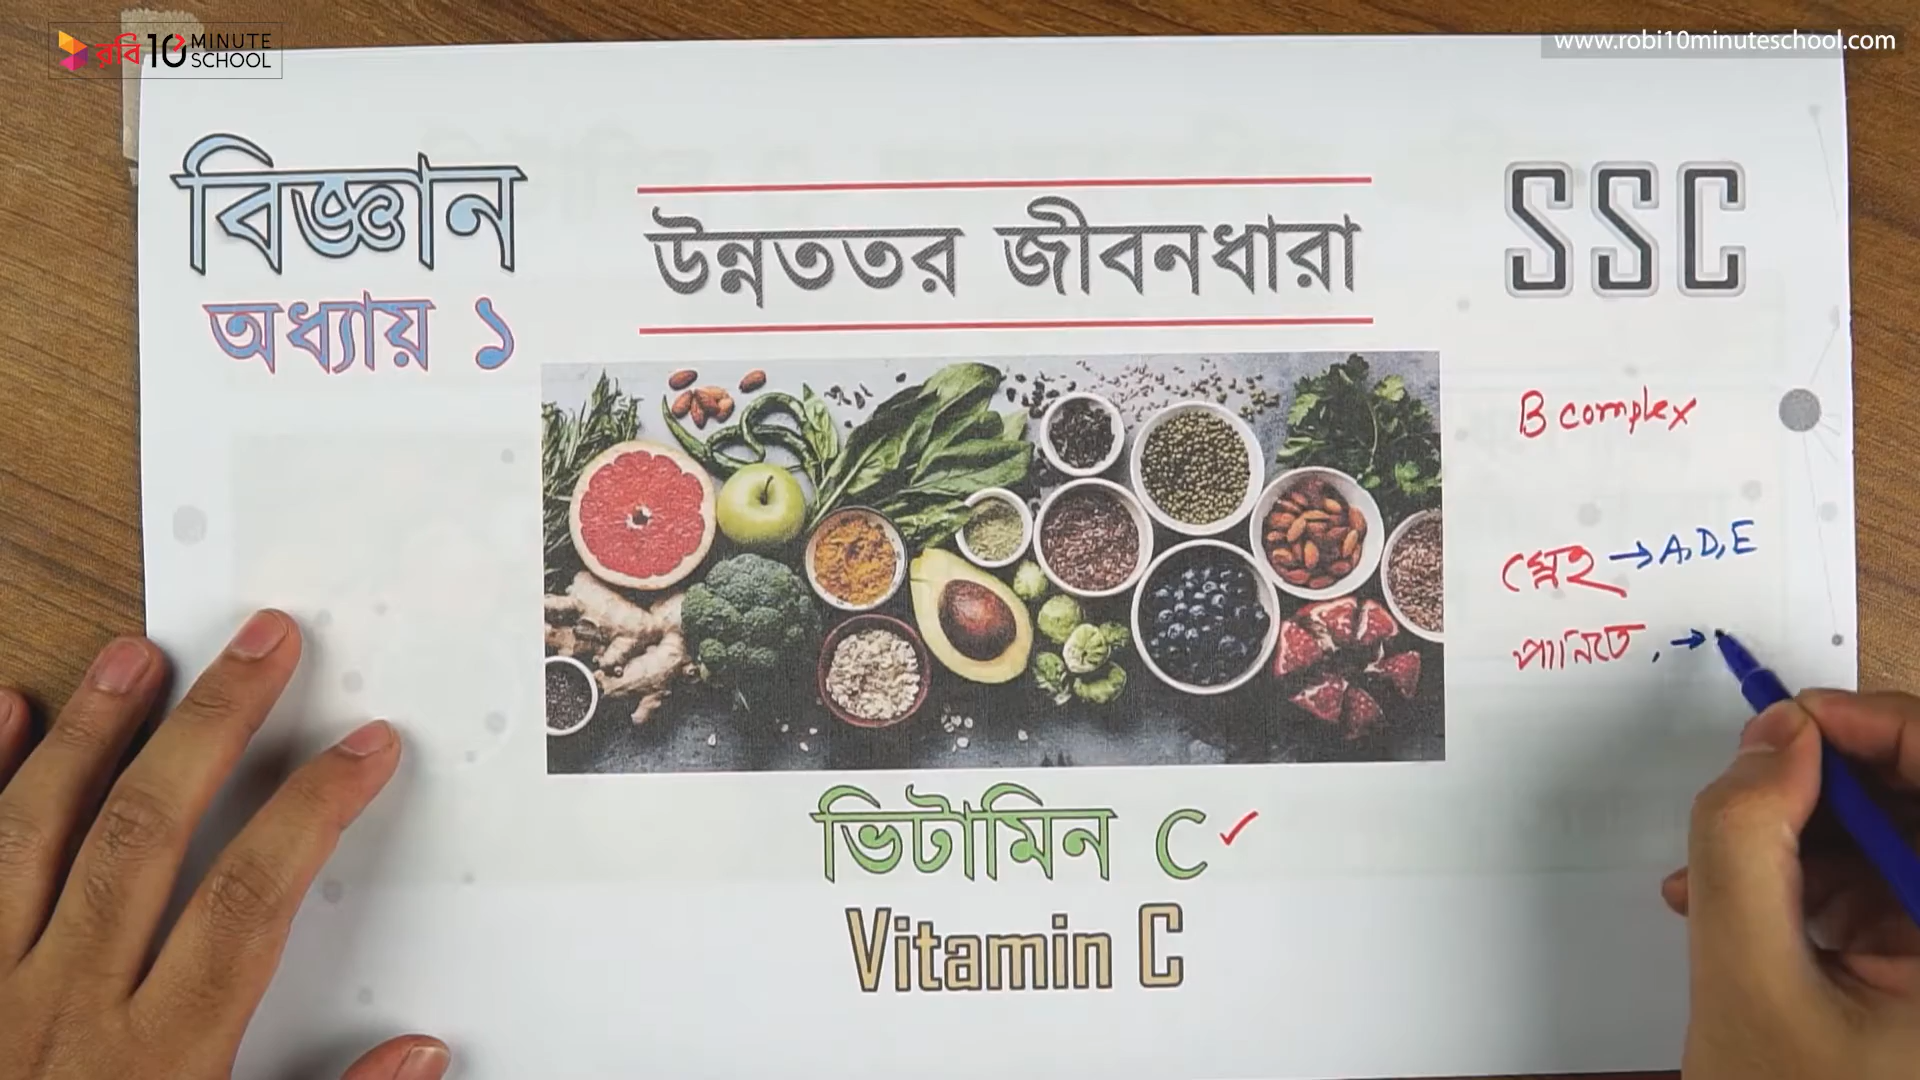 রবি 10 MINUTE SCHOOL
www.robi10minuteschool.com
বিজ্ঞান
অধ্যায় ১
উন্নততর জীবনধারা
SSC
B complex
স্নেহ → A, D, E
পানিতে, →
ভিটামিন C ✓
Vitamin C